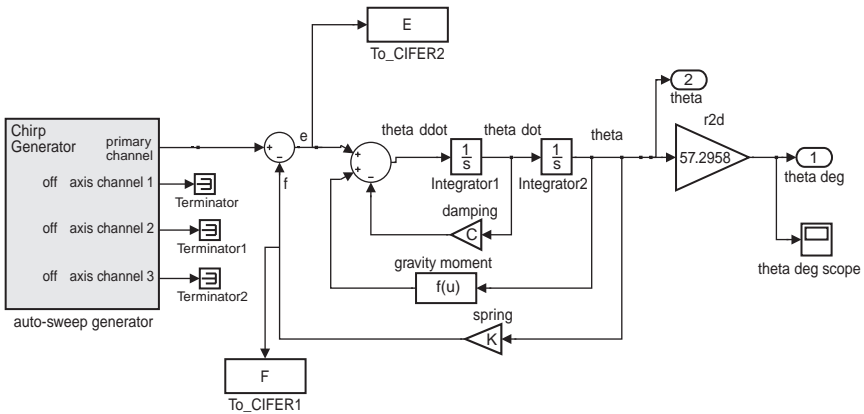 E
To_CIFER2
2
theta
r2d
Chirp
Generator
primary
channel
+
−
e
f
theta ddot
theta dot
theta
+
+
−
1
s
Integrator1
1
s
Integrator2
57.2958
1
theta deg
off axis channel 1
Terminator
off axis channel 2
Terminator1
off axis channel 3
Terminator2
damping
C
theta deg scope
gravity moment
f(u)
auto-sweep generator
spring
K
F
To_CIFER1